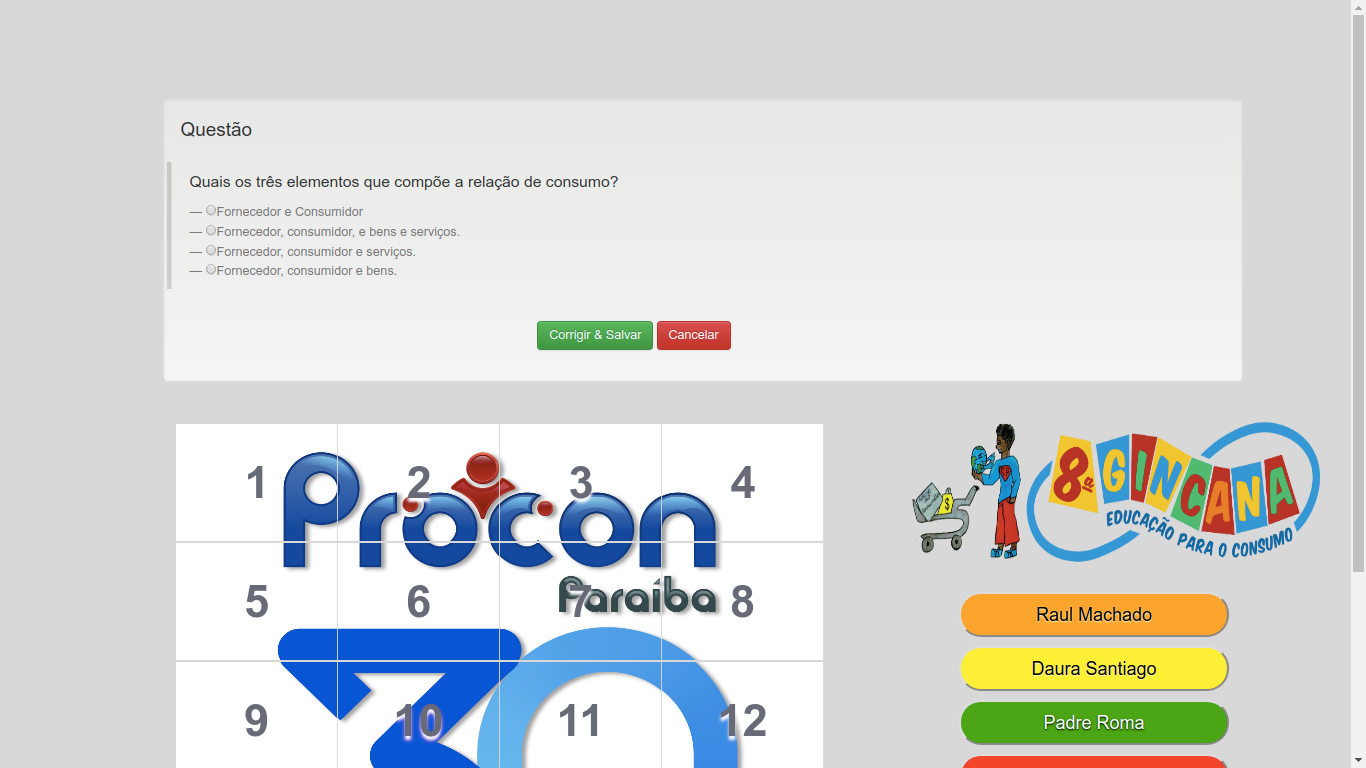 Questão
Quais os três elementos que compõe a relação de consumo?
— Fornecedor e Consumidor
— Fornecedor, consumidor, e bens e serviços.
— Fornecedor, consumidor e serviços.
— Fornecedor, consumidor e bens.
Corrigir & Salvar Cancelar
1 2 3 4
Procon
Paraíba
5 6 7 8
9 10 11 12
$
8ª GINCANA
EDUCAÇÃO PARA O CONSUMO
Raul Machado
Daura Santiago
Padre Roma